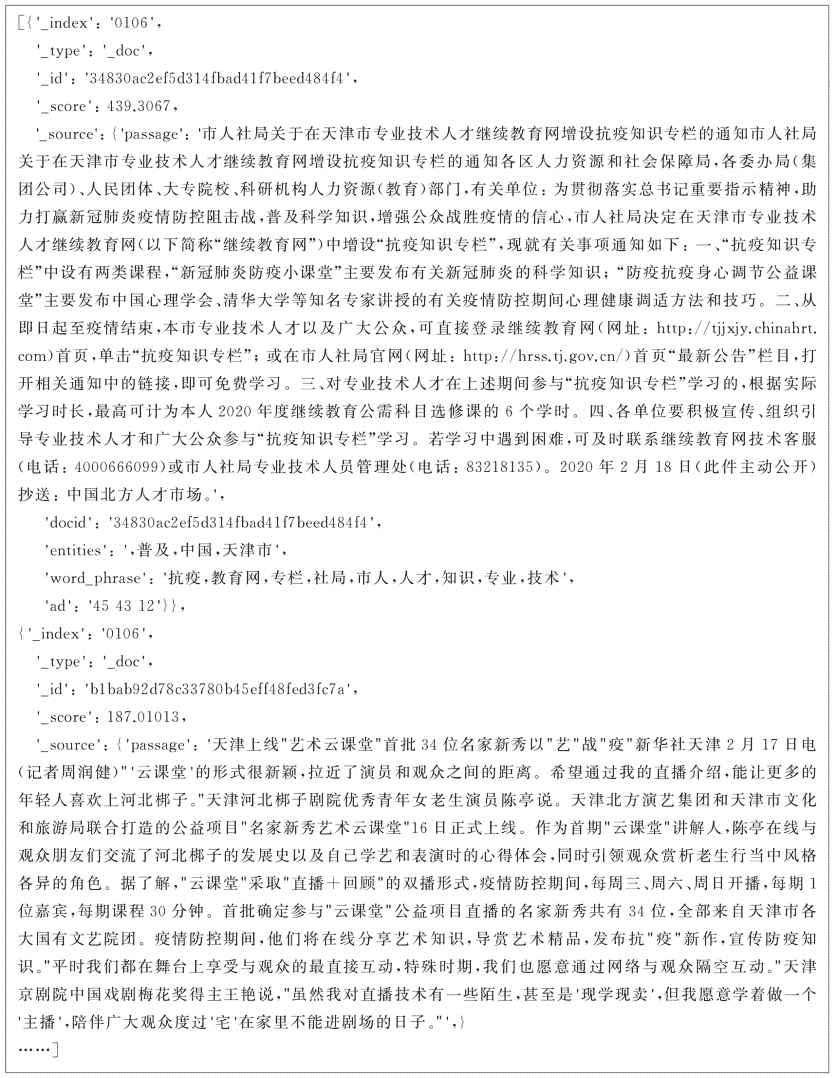 [{'_index': '0106',
'_type': '_doc',
'_id': '34830ac2ef5d314fbad41f7beed484f4',
'_score': 439.3067,
'_source': {'passage': '市人社局关于在天津市专业技术人才继续教育网增设抗疫知识专栏的通知市人社局
关于在天津市专业技术人才继续教育网增设抗疫知识专栏的通知各区人力资源和社会保障局,各委办局(集
团公司)、人民团体、大专院校、科研机构人力资源(教育)部门,有关单位: 为贯彻落实总书记重要指示精神,助
力打赢新冠肺炎疫情防控阻击战,普及科学知识,增强公众战胜疫情的信心,市人社局决定在天津市专业技术
人才继续教育网(以下简称“继续教育网”)中增设“抗疫知识专栏”,现就有关事项通知如下: 一、“抗疫知识专
栏”中设有两类课程,“新冠肺炎防疫小课堂”主要发布有关新冠肺炎的科学知识; “防疫抗疫身心调节公益课
堂”主要发布中国心理学会、清华大学等知名专家讲授的有关疫情防控期间心理健康调适方法和技巧。二、从
即日起至疫情结束,本市专业技术人才以及广大公众,可直接登录继续教育网(网址: http://tjjxjy.chinahrt.
com)首页,单击“抗疫知识专栏”; 或在市人社局官网(网址: http://hrss.tj.gov.cn/)首页“最新公告”栏目,打
开相关通知中的链接,即可免费学习。三、对专业技术人才在上述期间参与“抗疫知识专栏”学习的,根据实际
学习时长,最高可计为本人 2020 年度继续教育公需科目选修课的 6 个学时。四、各单位要积极宣传、组织引
导专业技术人才和广大公众参与“抗疫知识专栏”学习。若学习中遇到困难,可及时联系继续教育网技术客服
(电话: 4000666099)或市人社局专业技术人员管理处(电话: 83218135)。2020 年 2 月 18 日(此件主动公开)
抄送: 中国北方人才市场。',
'docid': '34830ac2ef5d314fbad41f7beed484f4',
'entities': ',普及,中国,天津市',
'word_phrase': '抗疫,教育网,专栏,社局,市人,人才,知识,专业,技术',
'ad': '45 43 12'}},
{'_index': '0106',
'_type': '_doc',
'_id': 'b1bab92d78c33780b45eff48fed3fc7a',
'_score': 187.01013,
'_source': {'passage': '天津上线"艺术云课堂"首批 34 位名家新秀以"艺"战"疫"新华社天津 2 月 17 日电
(记者周润健)"'云课堂'的形式很新颖,拉近了演员和观众之间的距离。希望通过我的直播介绍,能让更多的
年轻人喜欢上河北梆子。"天津河北梆子剧院优秀青年女老生演员陈亭说。天津北方演艺集团和天津市文化
和旅游局联合打造的公益项目"名家新秀艺术云课堂"16 日正式上线。作为首期"云课堂"讲解人,陈亭在线与
观众朋友们交流了河北梆子的发展史以及自己学艺和表演时的心得体会,同时引领观众赏析老生行当中风格
各异的角色。据了解,"云课堂"采取"直播+回顾"的双播形式,疫情防控期间,每周三、周六、周日开播,每期 1
位嘉宾,每期课程 30 分钟。首批确定参与"云课堂"公益项目直播的名家新秀共有 34 位,全部来自天津市各
大国有文艺院团。疫情防控期间,他们将在线分享艺术知识,导赏艺术精品,发布抗"疫"新作,宣传防疫知
识。"平时我们都在舞台上享受与观众的最直接互动,特殊时期,我们也愿意通过网络与观众隔空互动。"天津
京剧院中国戏剧梅花奖得主王艳说,"虽然我对直播技术有一些陌生,甚至是'现学现卖',但我愿意学着做一个
'主播',陪伴广大观众度过'宅'在家里不能进剧场的日子。"',}
……]